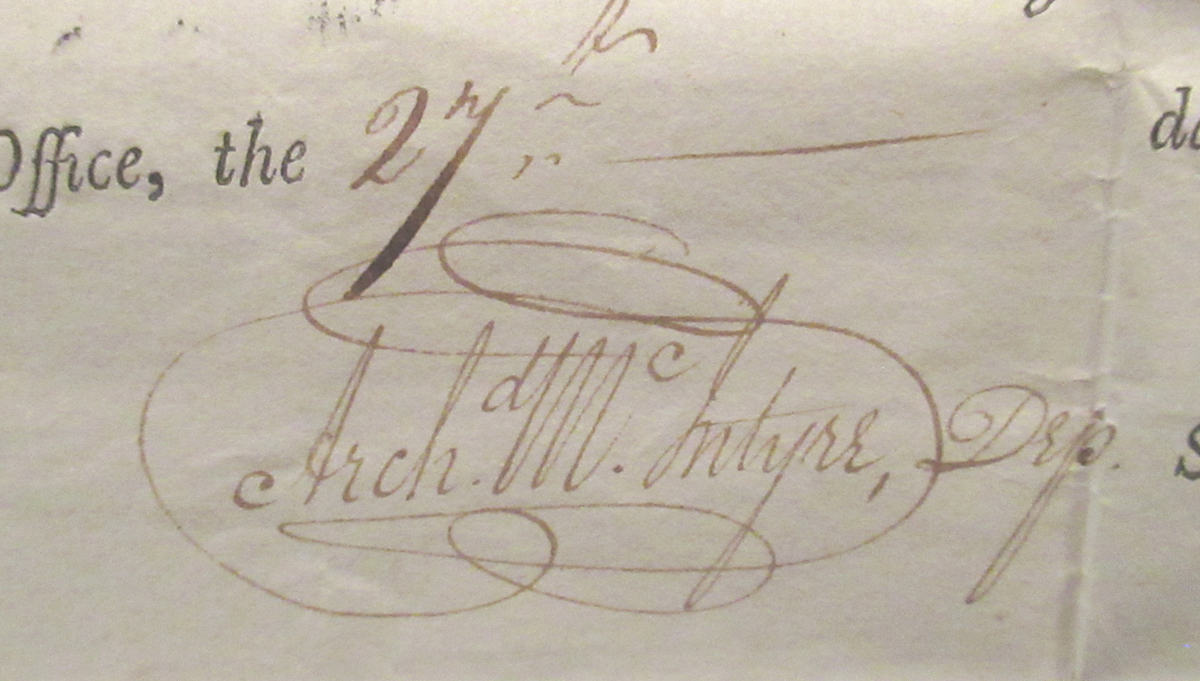 Office, the 27th
Archd. Mc. Intyre, Dep.